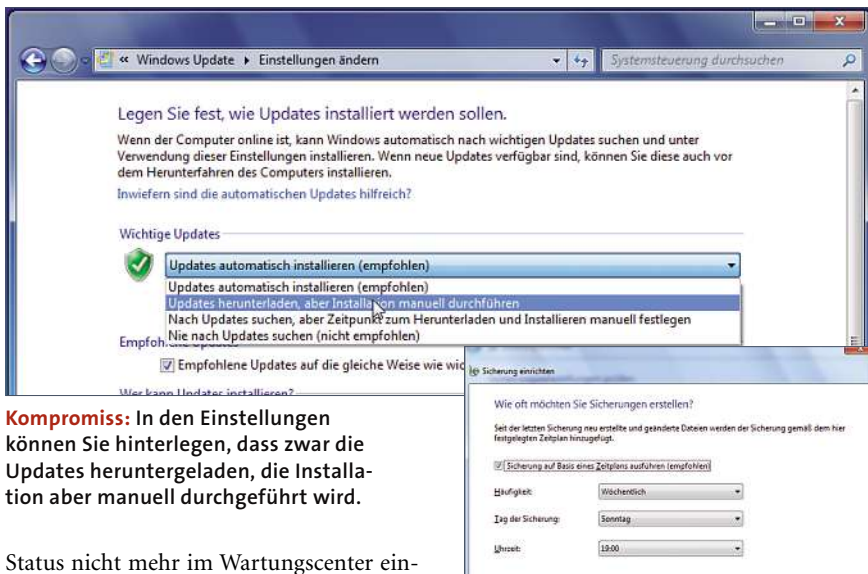 « Windows Update ▸ Einstellungen ändern
Systemsteuerung durchsuchen
Legen Sie fest, wie Updates installiert werden sollen.
Wenn der Computer online ist, kann Windows automatisch nach wichtigen Updates suchen und unter
Verwendung dieser Einstellungen installieren. Wenn neue Updates verfügbar sind, können Sie diese auch vor
dem Herunterfahren des Computers installieren.
Inwiefern sind die automatischen Updates hilfreich?
Wichtige Updates
Updates automatisch installieren (empfohlen)
Updates automatisch installieren (empfohlen)
Updates herunterladen, aber Installation manuell durchführen
Nach Updates suchen, aber Zeitpunkt zum Herunterladen und Installieren manuell festlegen
Nie nach Updates suchen (nicht empfohlen)
Empfohlene Updates auf die gleiche Weise wie
Wer kann Updates installieren?
Kompromiss: In den Einstellungen
können Sie hinterlegen, dass zwar die
Updates heruntergeladen, die Installa-
tion aber manuell durchgeführt wird.
Status nicht mehr im Wartungscenter ein-
Sicherung einrichten
Wie oft möchten Sie Sicherungen erstellen?
Seit der letzten Sicherung neu erstellte und geänderte Dateien werden der Sicherung gemäß dem hier
festgelegten Zeitplan hinzugefügt.
Sicherung auf Basis eines Zeitplans ausführen (empfohlen)
Häufigkeit: Wöchentlich
Tag der Sicherung: Sonntag
Uhrzeit: 19:00